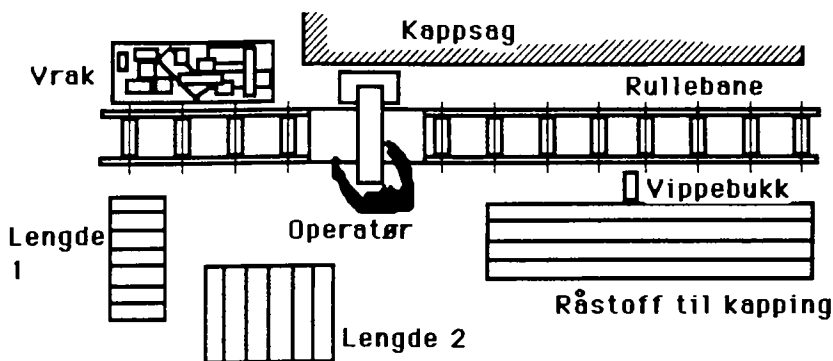 Kappsag
Vrak
Rullebane
Vippebukk
Operatør
Lengde
1
Råstoff til kapping
Lengde 2